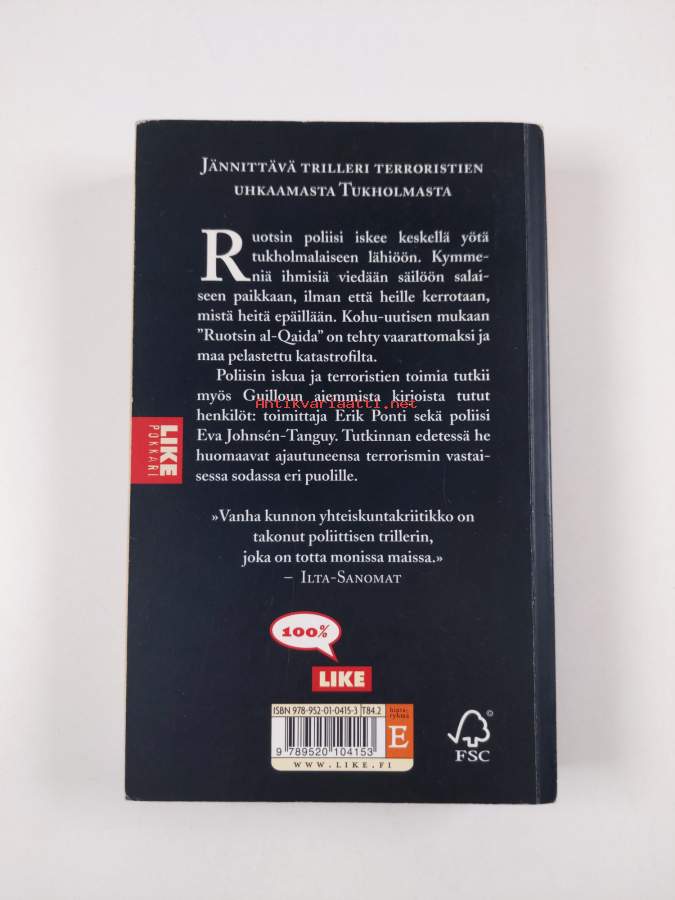 JÄNNITTÄVÄ TRILLERI TERRORISTIEN
UHKAAMASTA TUKHOLMASTA
Ruotsin poliisi iskee keskellä yötä
tukholmalaiseen lähiöön. Kymme-
niä ihmisiä viedään säilöön salai-
seen paikkaan, ilman että heille kerrotaan,
mistä heitä epäillään. Kohu-uutisen mukaan
”Ruotsin al-Qaida” on tehty vaarattomaksi ja
maa pelastettu katastrofilta.
Poliisin iskua ja terroristien toimia tutkii
myös Guilloun aiemmista kirjoista tutut
Antikvariaatti.net
henkilöt: toimittaja Erik Ponti sekä poliisi
Eva Johnsén-Tanguy. Tutkinnan edetessä he
huomaavat ajautuneensa terrorismin vastai-
sessa sodassa eri puolille.
»Vanha kunnon yhteiskuntakriitikko on
takonut poliittisen trillerin,
joka on totta monissa maissa.»
– ILTA-SANOMAT
LIKE
POKKARI
100%
LIKE
ISBN 978-952-01-0415-3 T84.2
hinta-
ryhmä
E
9 789520 104153
WWW.LIKE.FI
©
FSC